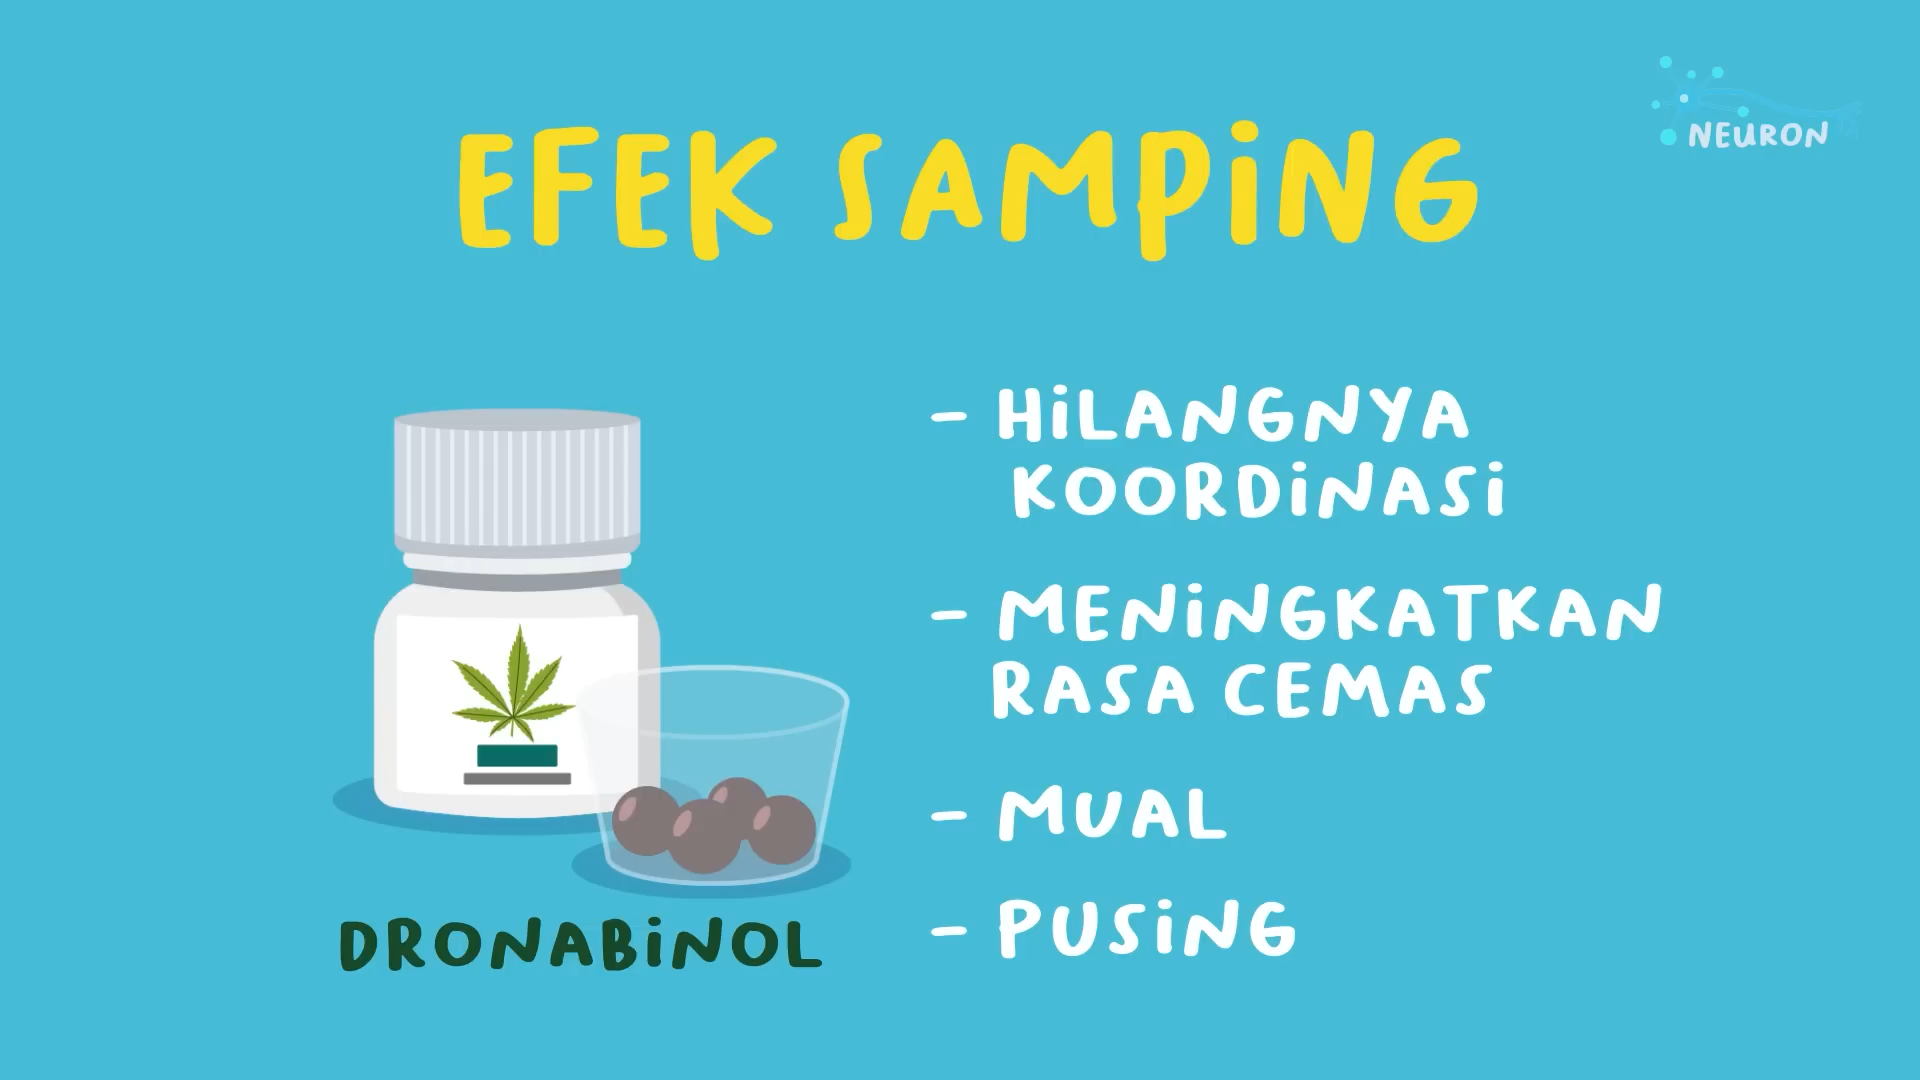 NEURON
EFEK SAMPING
- HiLANGNYA
KOORDiNASi
- MENiNGKATKAN
RASA CEMAS
- MUAL
- PUSiNG
DRONABiNOL